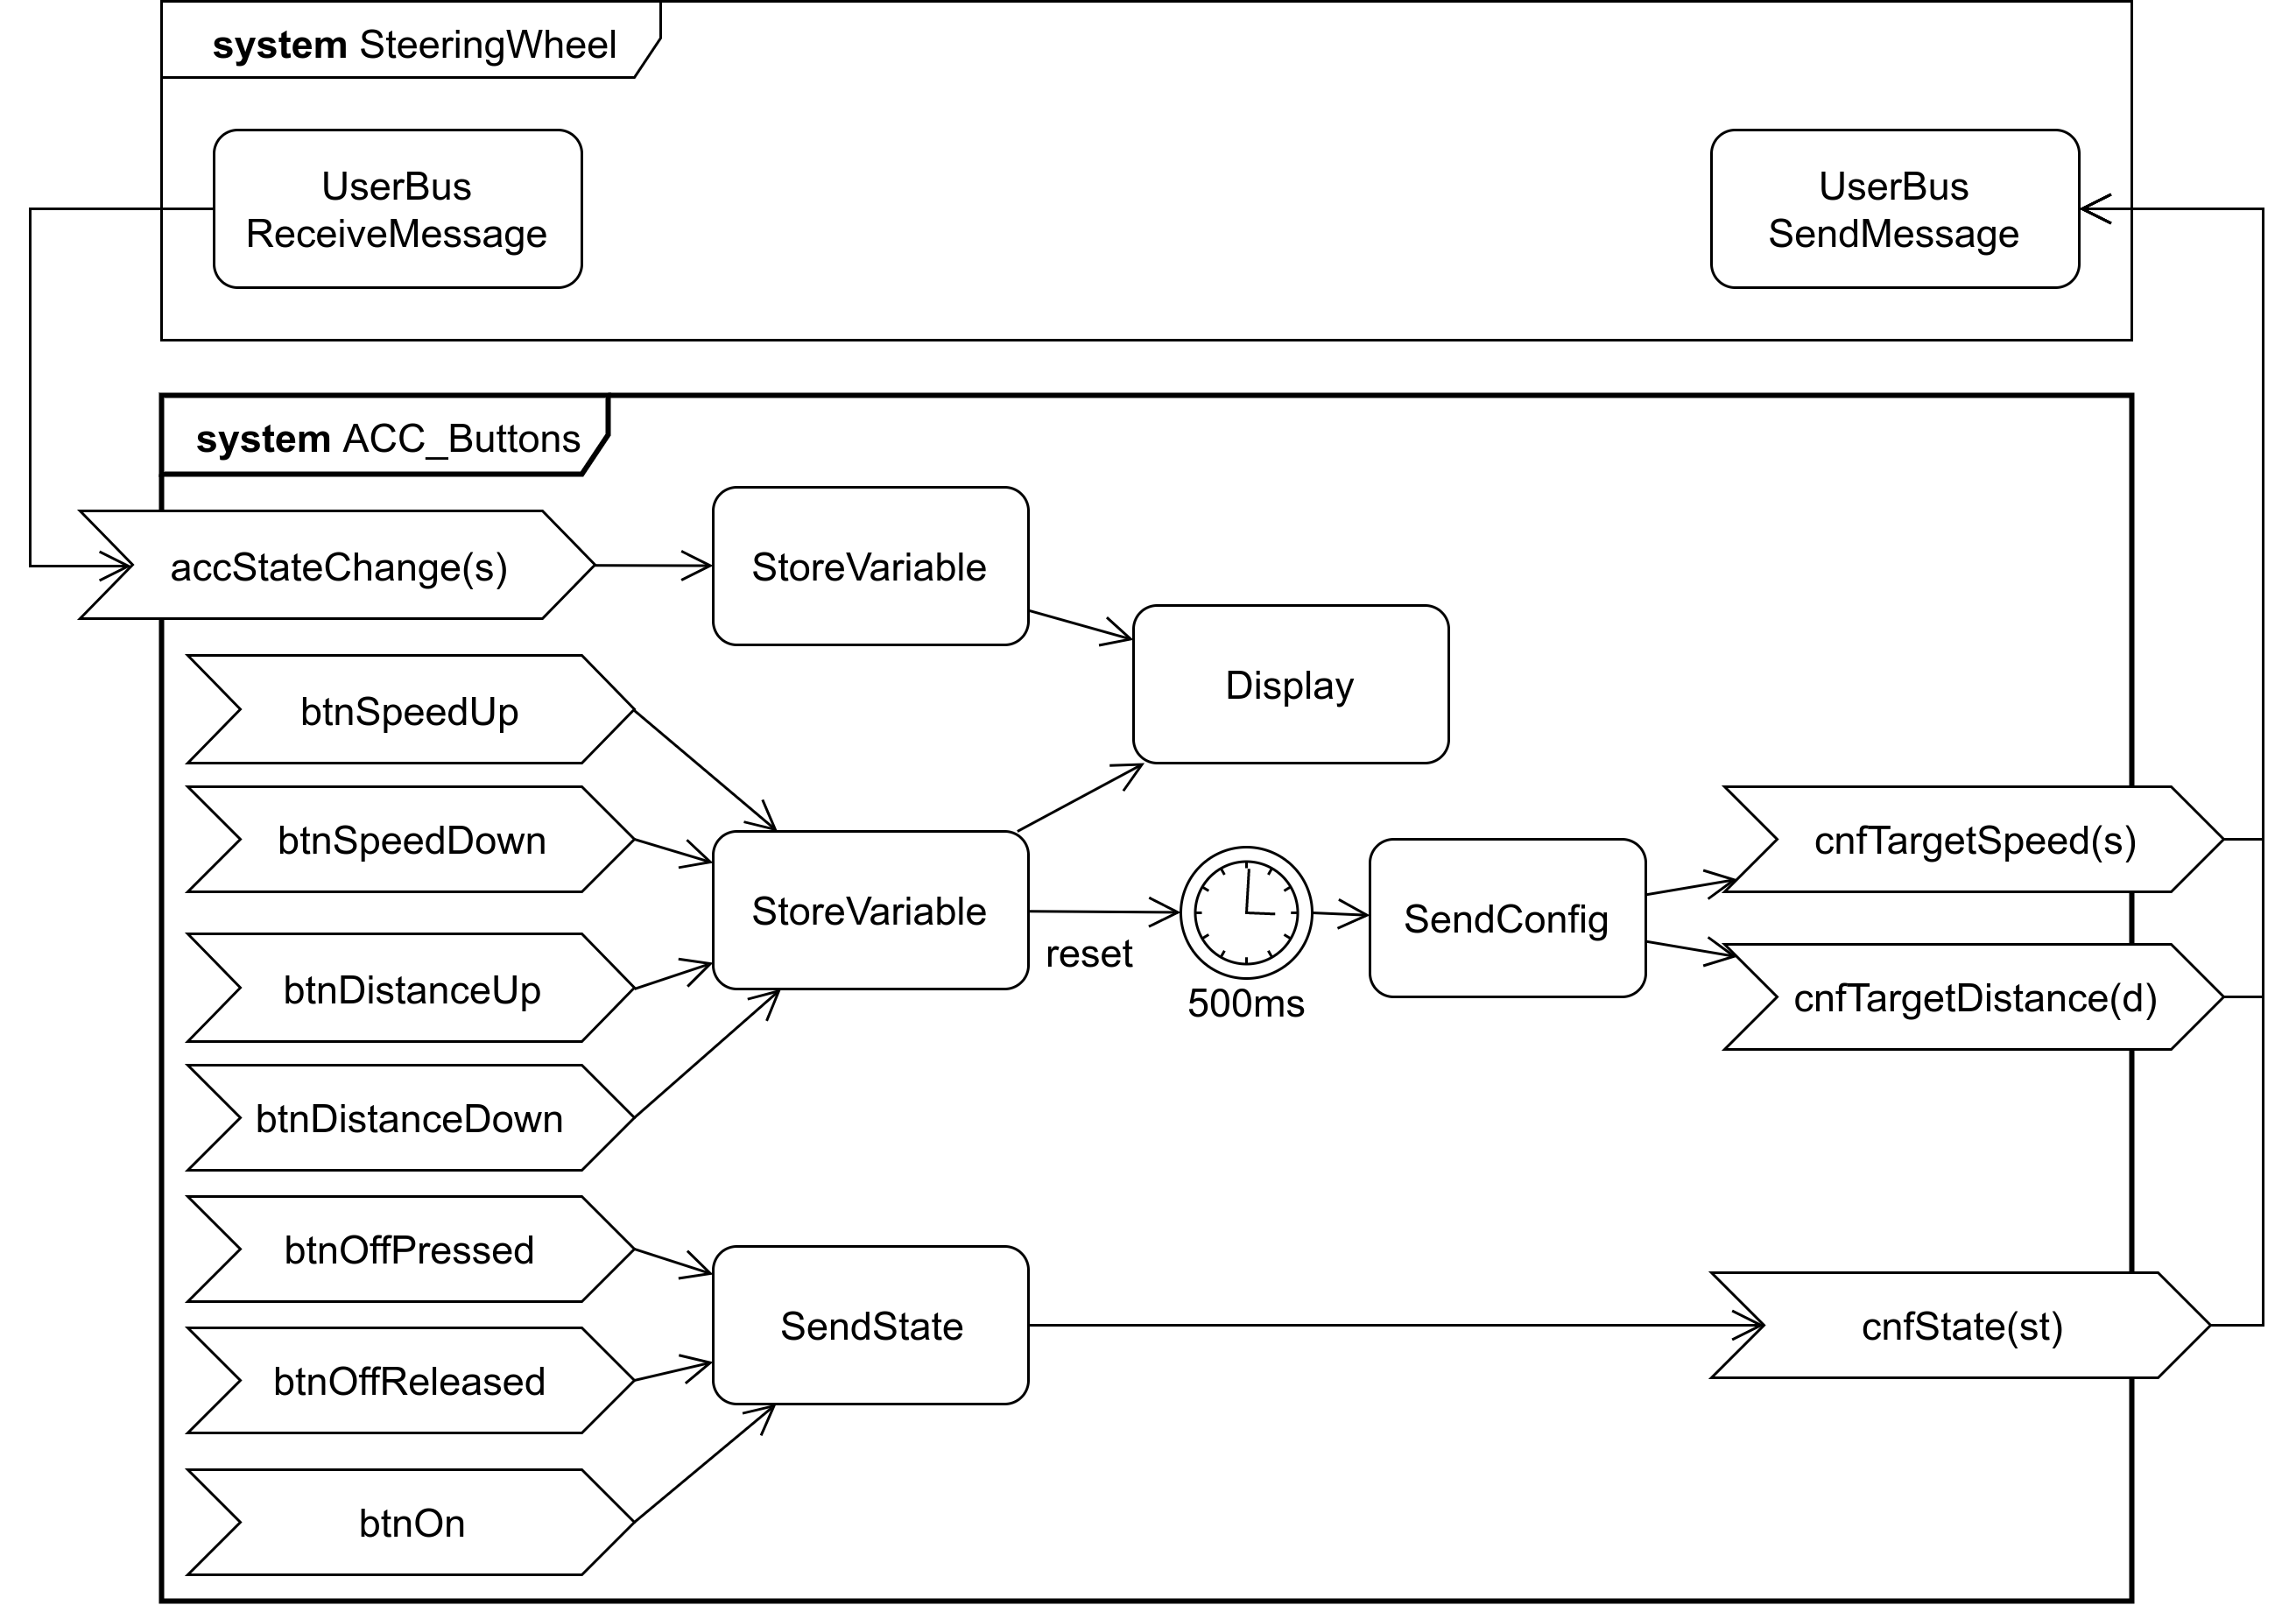 system SteeringWheel
UserBus
ReceiveMessage
UserBus
SendMessage
system ACC_Buttons
accStateChange(s)
StoreVariable
Display
btnSpeedUp
btnSpeedDown
StoreVariable
btnDistanceUp
btnDistanceDown
reset
500ms
SendConfig
cnfTargetSpeed(s)
cnfTargetDistance(d)
btnOffPressed
btnOffReleased
btnOn
SendState
cnfState(st)